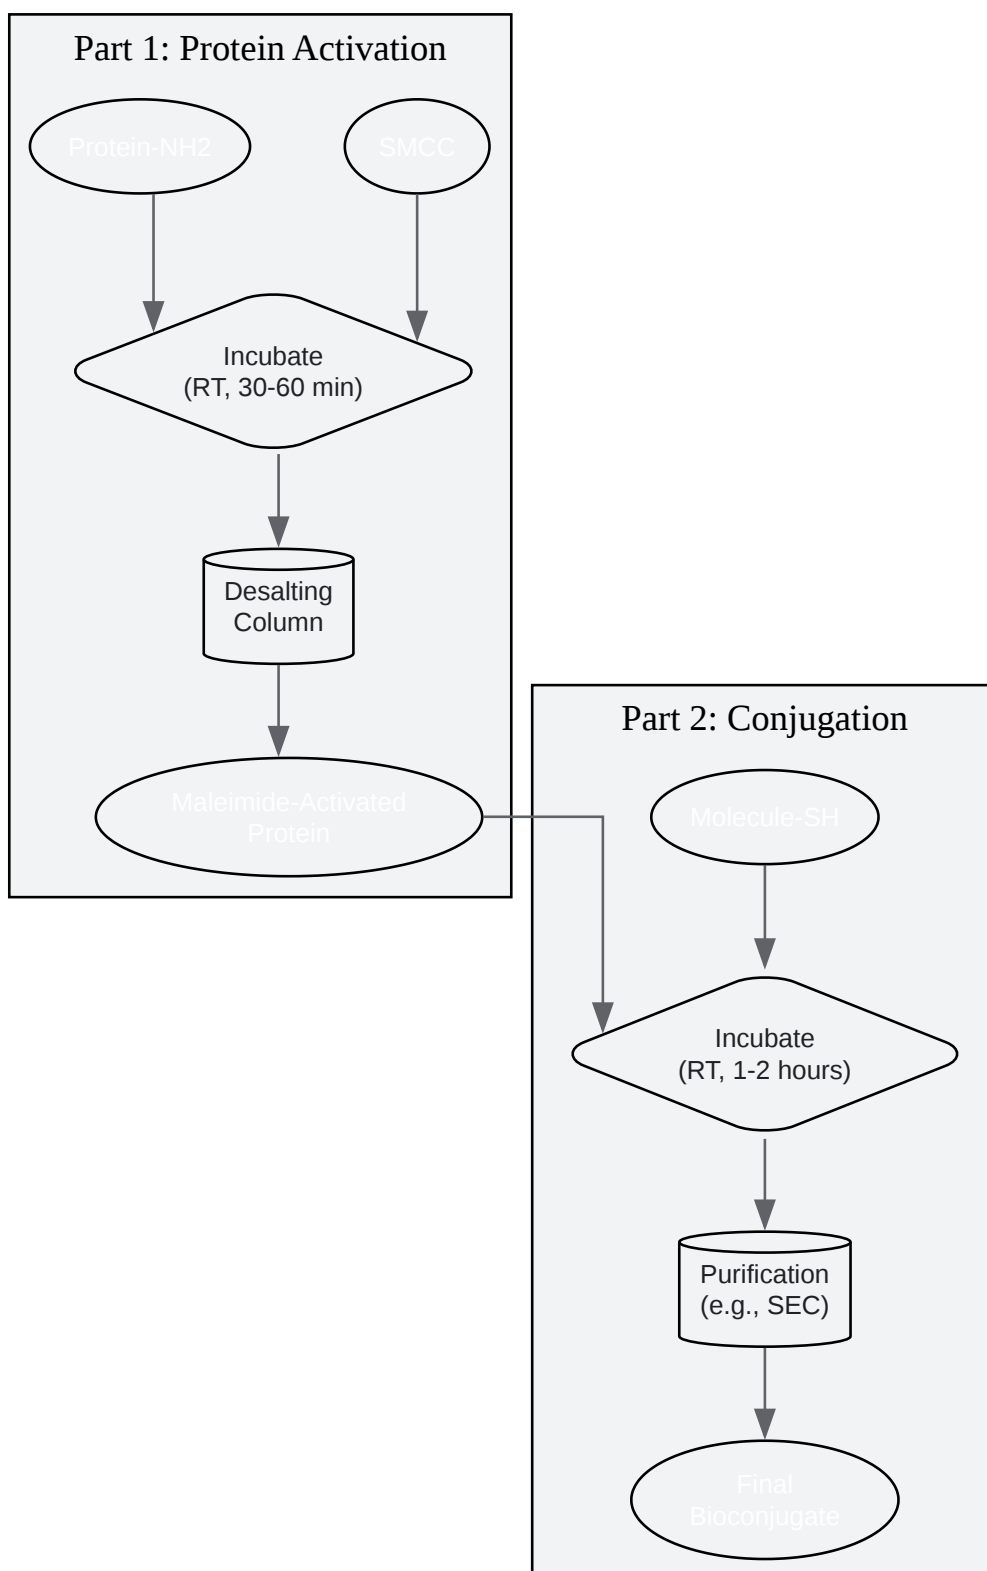 Part 1: Protein Activation
Protein-NH2
SMCC
Incubate
(RT, 30-60 min)
Desalting
Column
Maleimide-Activated
Protein
Part 2: Conjugation
Molecule-SH
Incubate
(RT, 1-2 hours)
Purification
(e.g., SEC)
Final
Bioconjugate